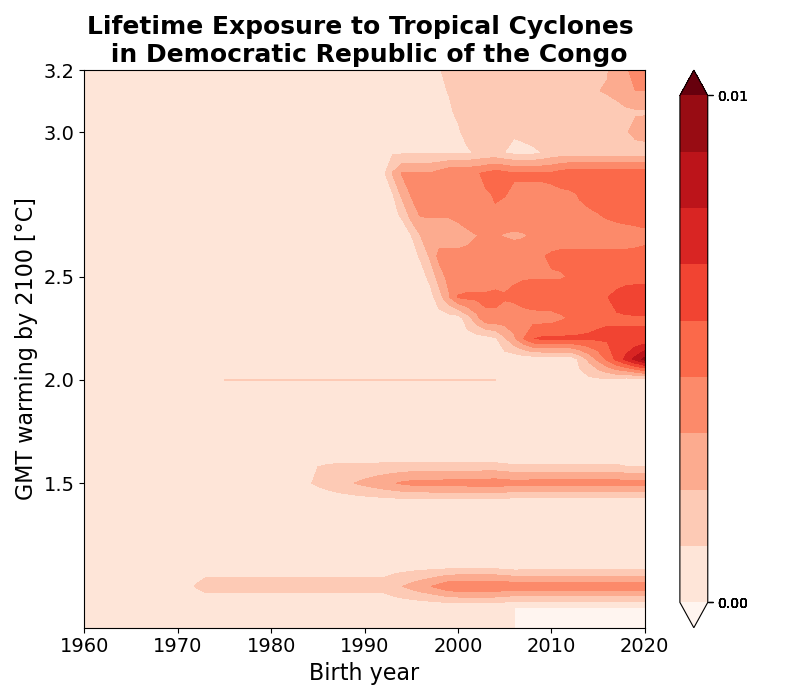 Lifetime Exposure to Tropical Cyclones
in Democratic Republic of the Congo
3.2
3.0
2.5
2.0
1.5
GMT warming by 2100 [°C]
1960 1970 1980 1990 2000 2010 2020
Birth year
0.01
0.00